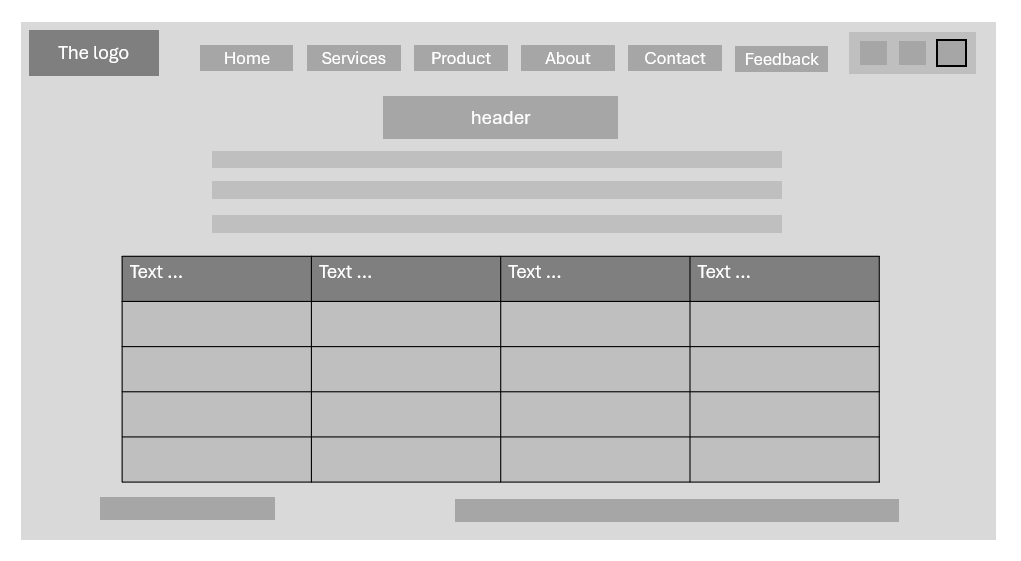 The logo
Home
Services
Product
About
Contact
Feedback
header
Text ...
Text ...
Text ...
Text ...